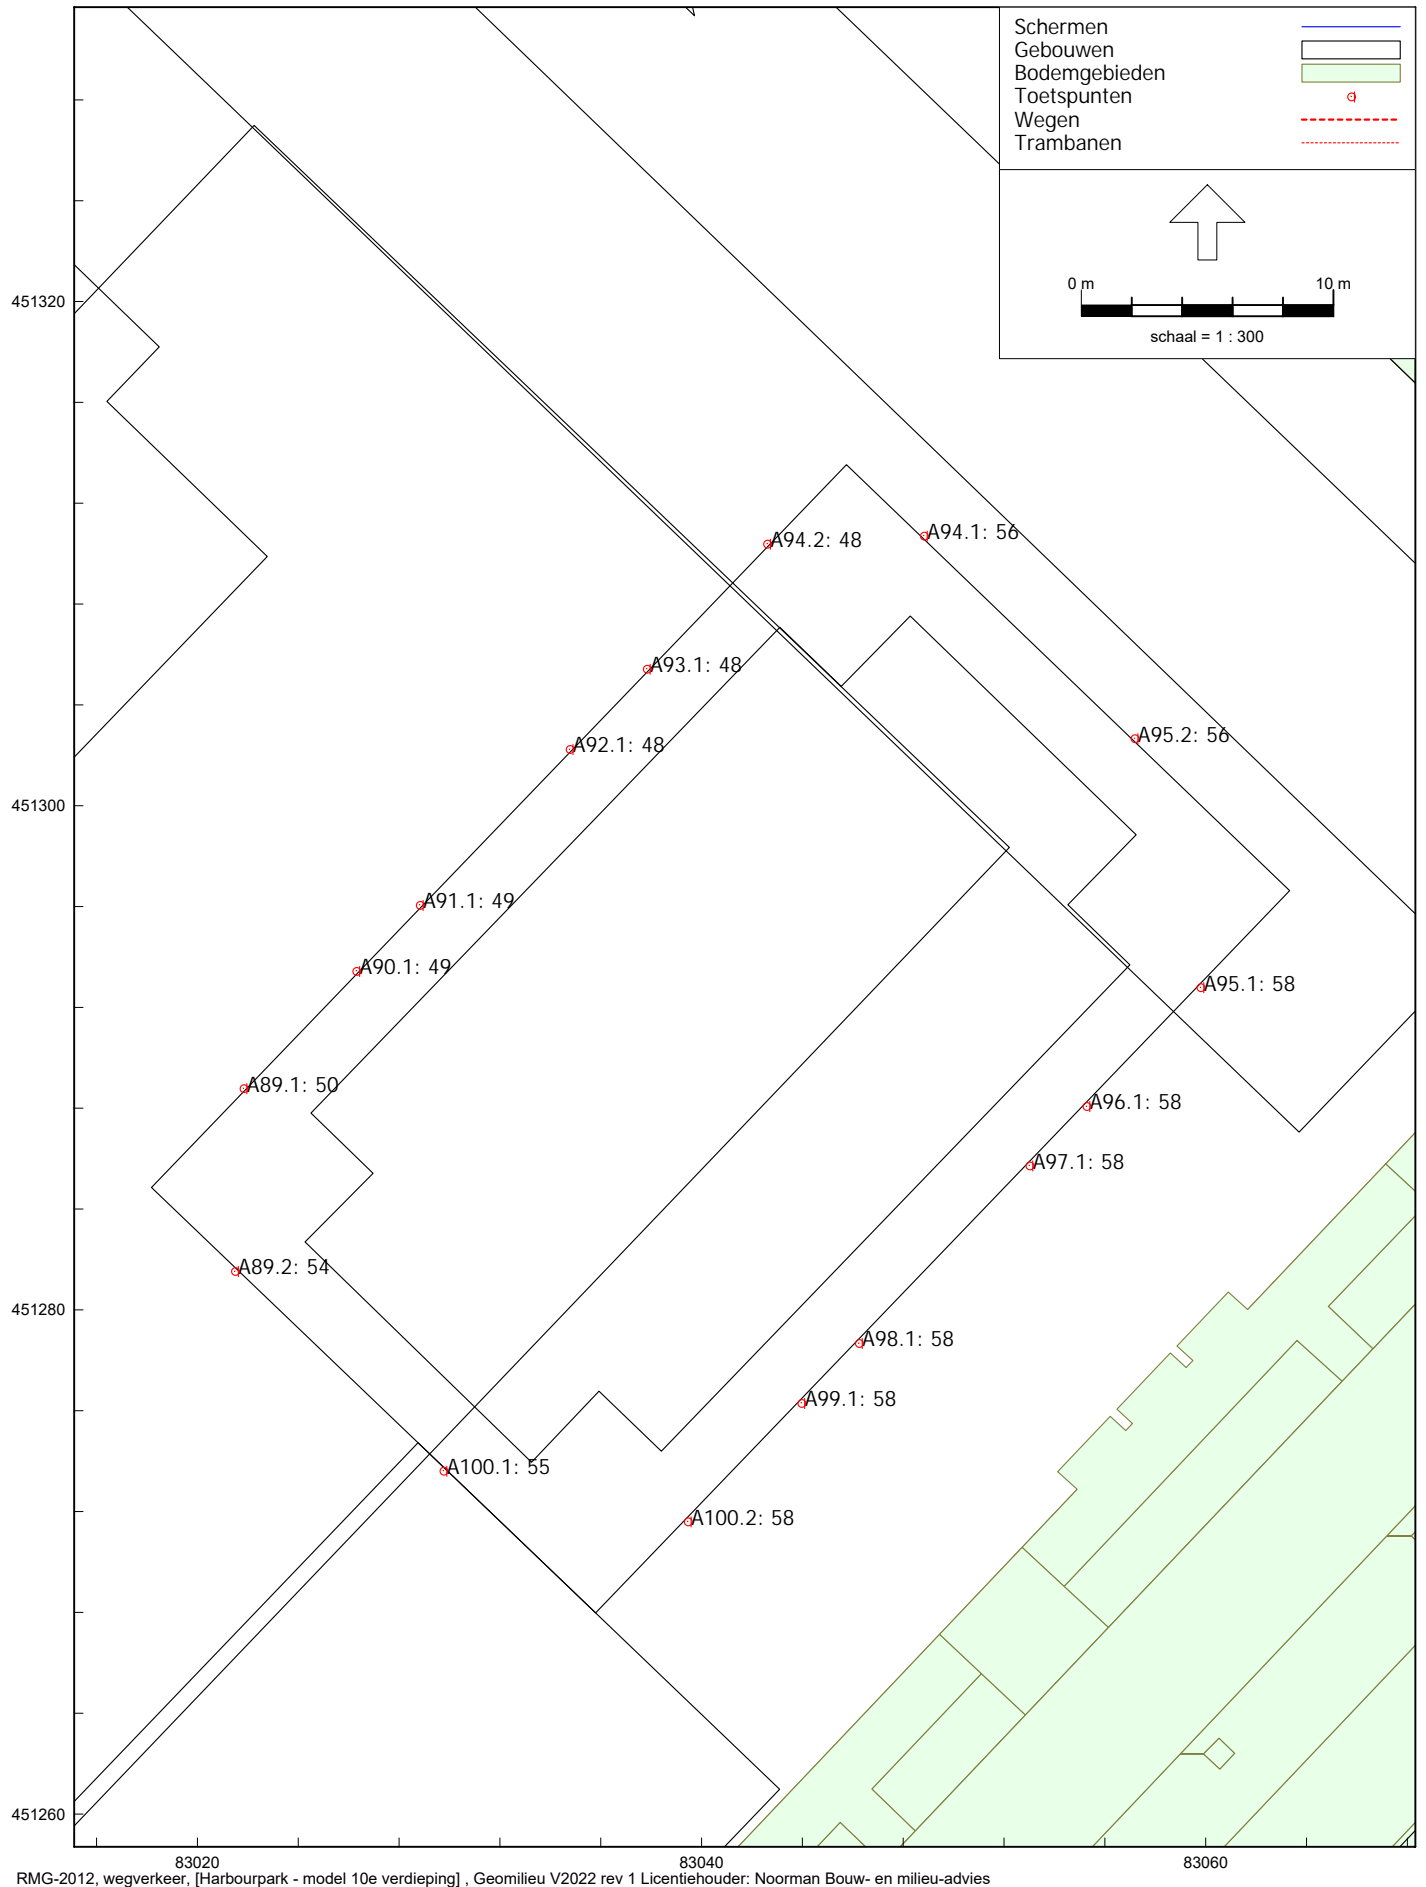 Schermen
Gebouwen
Bodemgebieden
Toetspunten
Wegen
Trambanen
0 m 10 m
schaal = 1 : 300
451320
A94.2: 48
A94.1: 56
A93.1: 48
A92.1: 48
A95.2: 56
451300
A91.1: 49
A90.1: 49
A95.1: 58
A89.1: 50
A96.1: 58
A97.1: 58
A89.2: 54
451280
A98.1: 58
A99.1: 58
A100.1: 55
A100.2: 58
451260
83020 83040 83060
RMG-2012, wegverkeer, [Harbourpark - model 10e verdieping] , Geomilieu V2022 rev 1 Licentiehouder: Noorman Bouw- en milieu-advies